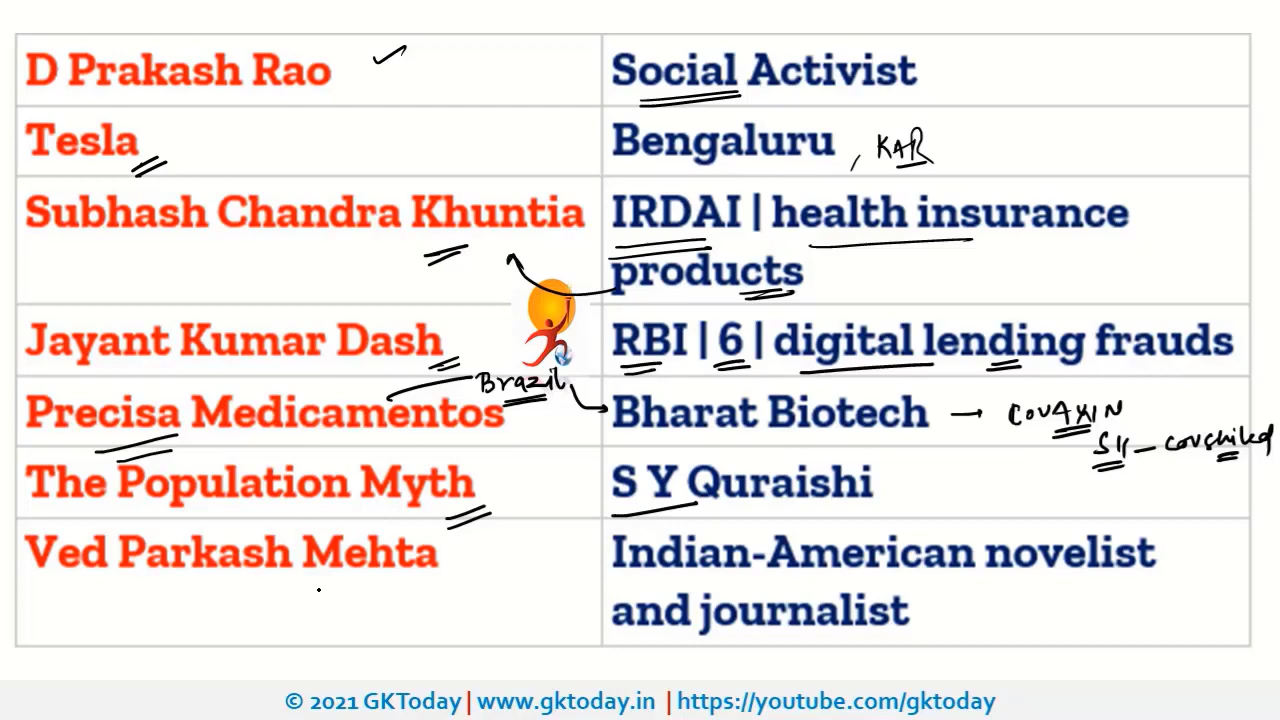 D Prakash Rao
Social Activist
Tesla
Bengaluru , KAR
Subhash Chandra Khuntia
IRDAI | health insurance
products
Jayant Kumar Dash
RBI | 6 | digital lending frauds
Brazil
Precisa Medicamentos
Bharat Biotech → COVAXIN
SII - covshiled
The Population Myth
S Y Quraishi
Ved Parkash Mehta
Indian-American novelist
and journalist
© 2021 GKToday | www.gktoday.in | https://youtube.com/gktoday